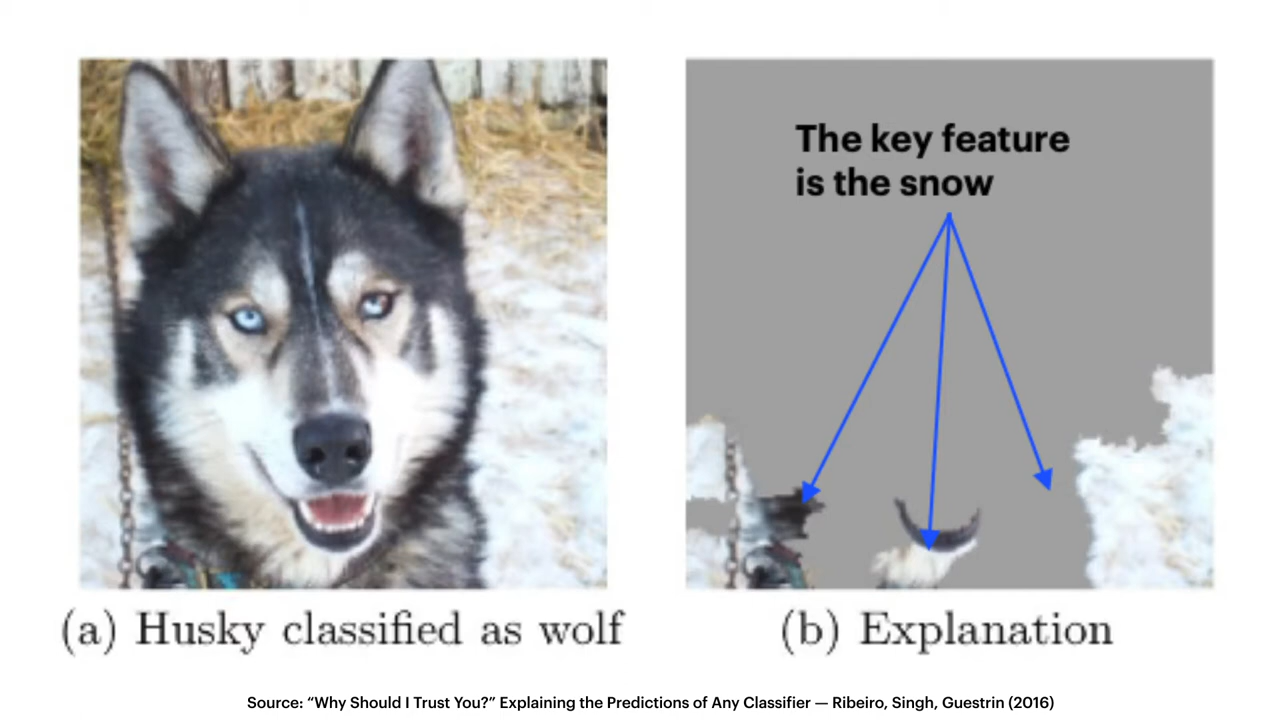 The key feature
is the snow
(a) Husky classified as wolf
(b) Explanation
Source: “Why Should I Trust You?” Explaining the Predictions of Any Classifier — Ribeiro, Singh, Guestrin (2016)